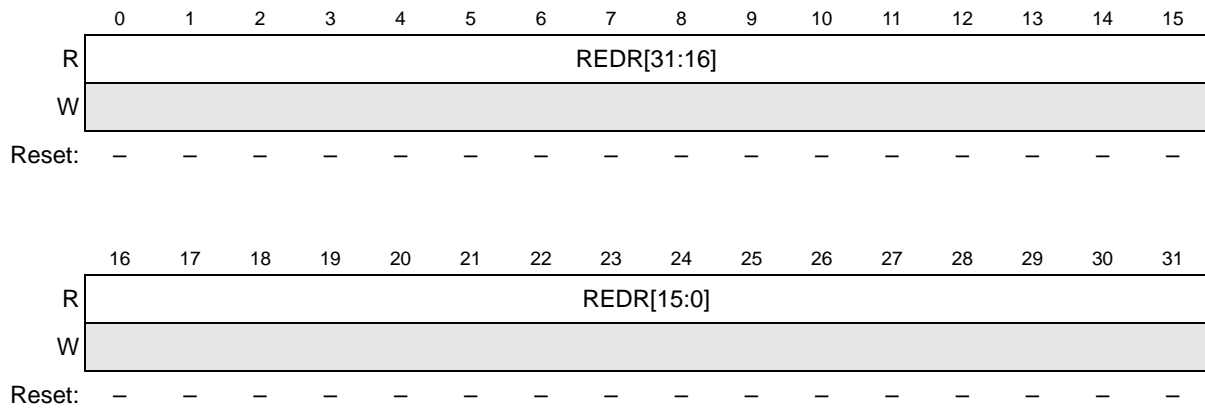 0 1 2 3 4 5 6 7 8 9 10 11 12 13 14 15
R REDR[31:16]
W
Reset: – – – – – – – – – – – – – – – –
16 17 18 19 20 21 22 23 24 25 26 27 28 29 30 31
R REDR[15:0]
W
Reset: – – – – – – – – – – – – – – – –